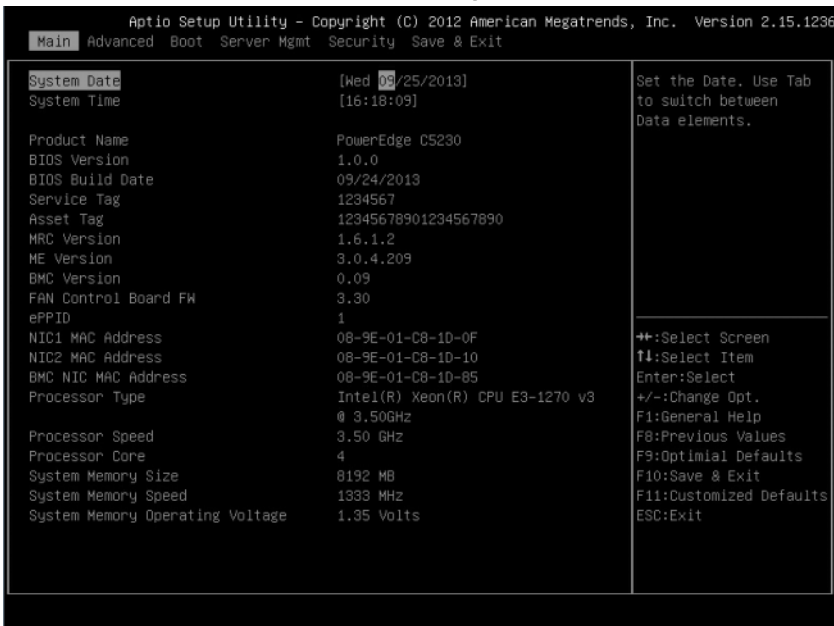 Aptio Setup Utility – Copyright (C) 2012 American Megatrends, Inc. Version 2.15.1236
Main Advanced Boot Server Mgmt Security Save & Exit
System Date [Wed 09/25/2013]
System Time [16:18:09]
Product Name PowerEdge C5230
BIOS Version 1.0.0
BIOS Build Date 09/24/2013
Service Tag 1234567
Asset Tag 12345678901234567890
MRC Version 1.6.1.2
ME Version 3.0.4.209
BMC Version 0.09
FAN Control Board FW 3.30
ePPID 1
NIC1 MAC Address 08-9E-01-C8-1D-0F
NIC2 MAC Address 08-9E-01-C8-1D-10
BMC NIC MAC Address 08-9E-01-C8-1D-85
Processor Type Intel(R) Xeon(R) CPU E3-1270 v3
@ 3.50GHz
Processor Speed 3.50 GHz
Processor Core 4
System Memory Size 8192 MB
System Memory Speed 1333 MHz
System Memory Operating Voltage 1.35 Volts
Set the Date. Use Tab
to switch between
Data elements.
→←:Select Screen
↑↓:Select Item
Enter:Select
+/-:Change Opt.
F1:General Help
F8:Previous Values
F9:Optimial Defaults
F10:Save & Exit
F11:Customized Defaults
ESC:Exit